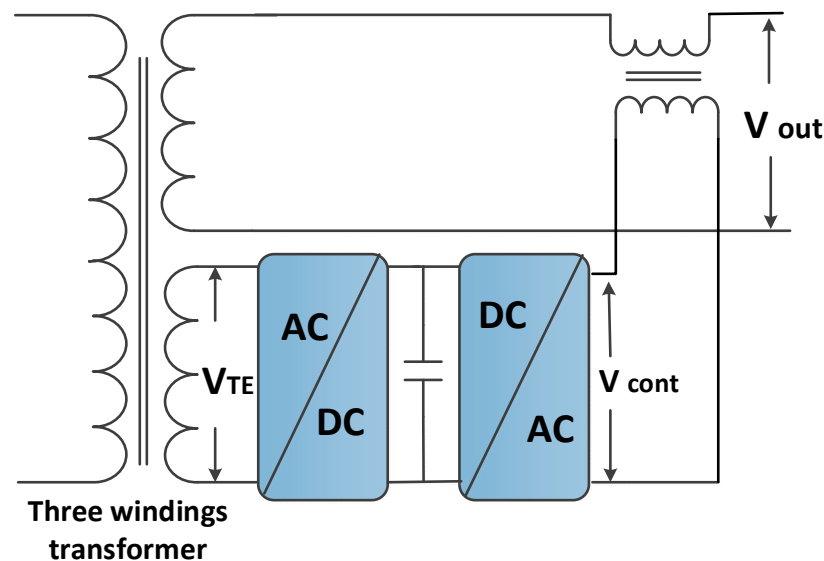 V out
AC
DC
DC
AC
VTE
V cont
Three windings
transformer